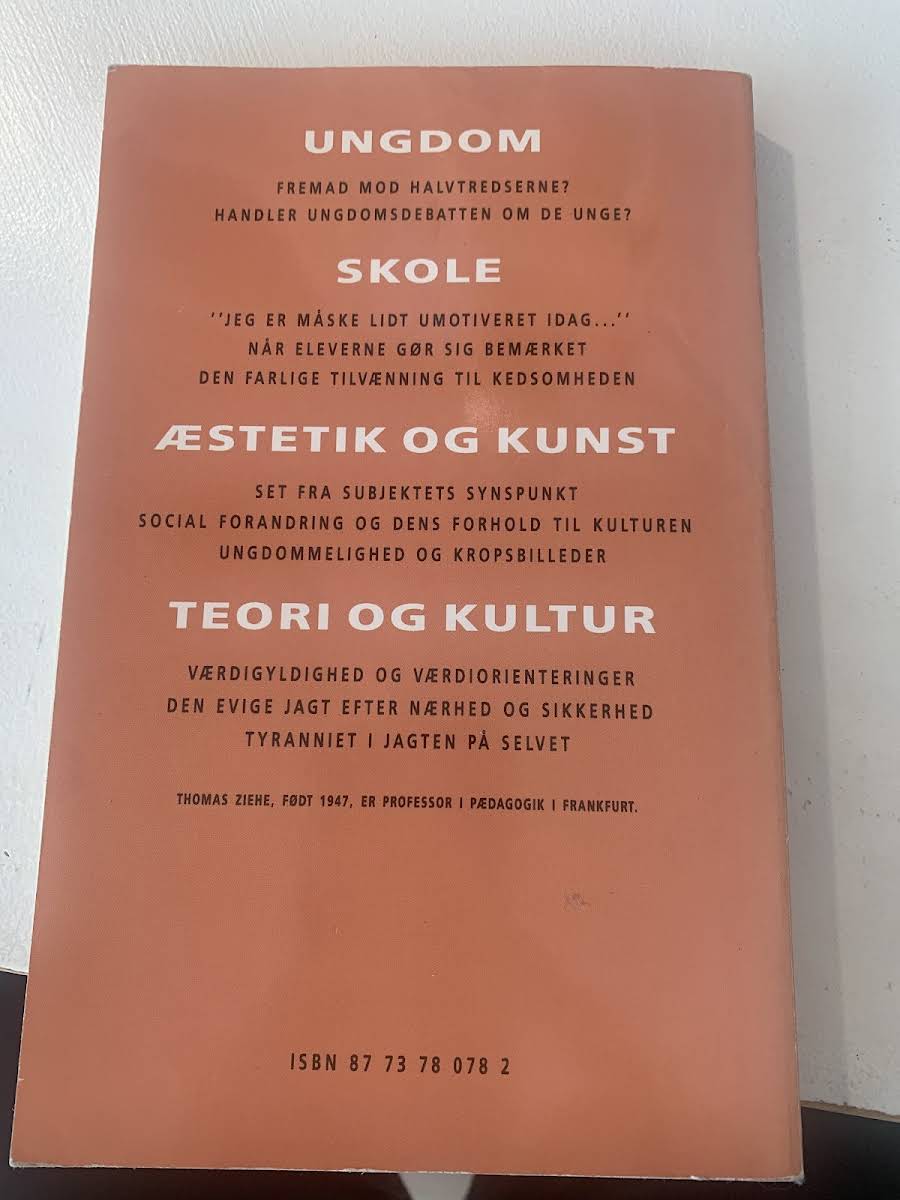 UNGDOM
FREMAD MOD HALVTREDSERNE?
HANDLER UNGDOMSDEBATTEN OM DE UNGE?
SKOLE
''JEG ER MÅSKE LIDT UMOTIVERET IDAG...''
NÅR ELEVERNE GØR SIG BEMÆRKET
DEN FARLIGE TILVÆNNING TIL KEDSOMHEDEN
ÆSTETIK OG KUNST
SET FRA SUBJEKTETS SYNSPUNKT
SOCIAL FORANDRING OG DENS FORHOLD TIL KULTUREN
UNGDOMMELIGHED OG KROPSBILLEDER
TEORI OG KULTUR
VÆRDIGYLDIGHED OG VÆRDIORIENTERINGER
DEN EVIGE JAGT EFTER NÆRHED OG SIKKERHED
TYRANNIET I JAGTEN PÅ SELVET
THOMAS ZIEHE, FØDT 1947, ER PROFESSOR I PÆDAGOGIK I FRANKFURT.
ISBN 87 73 78 078 2